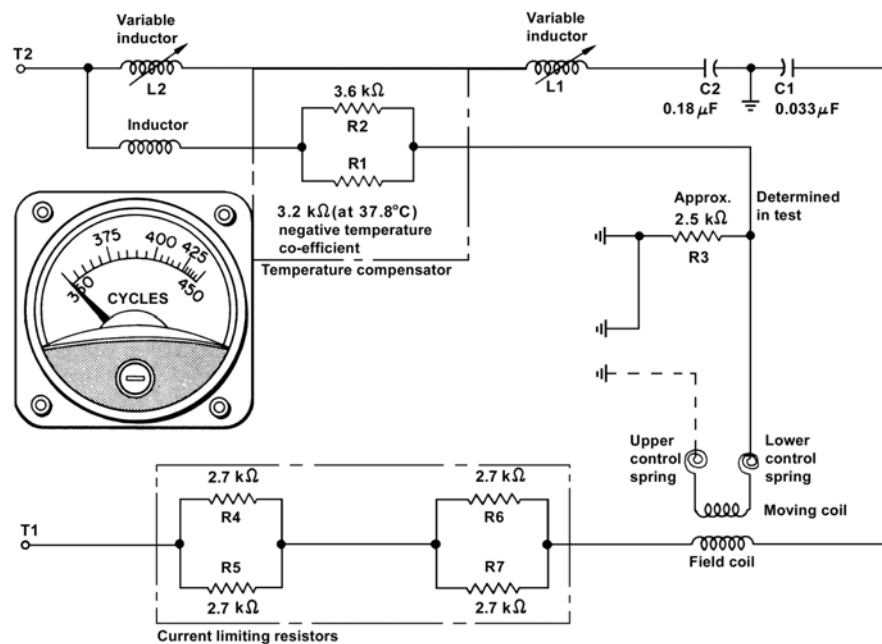 Variable
inductor
T2
L2
Variable
inductor
L1
C2
C1
0.18 μF
0.033 μF
3.6 kΩ
R2
Inductor
R1
3.2 kΩ (at 37.8°C)
negative temperature
co-efficient
Temperature compensator
Approx.
2.5 kΩ
R3
Determined
in test
350
375
400
425
450
CYCLES
Upper
control
spring
Lower
control
spring
Moving coil
Field coil
T1
2.7 kΩ
R4
R5
2.7 kΩ
2.7 kΩ
R6
R7
2.7 kΩ
Current limiting resistors